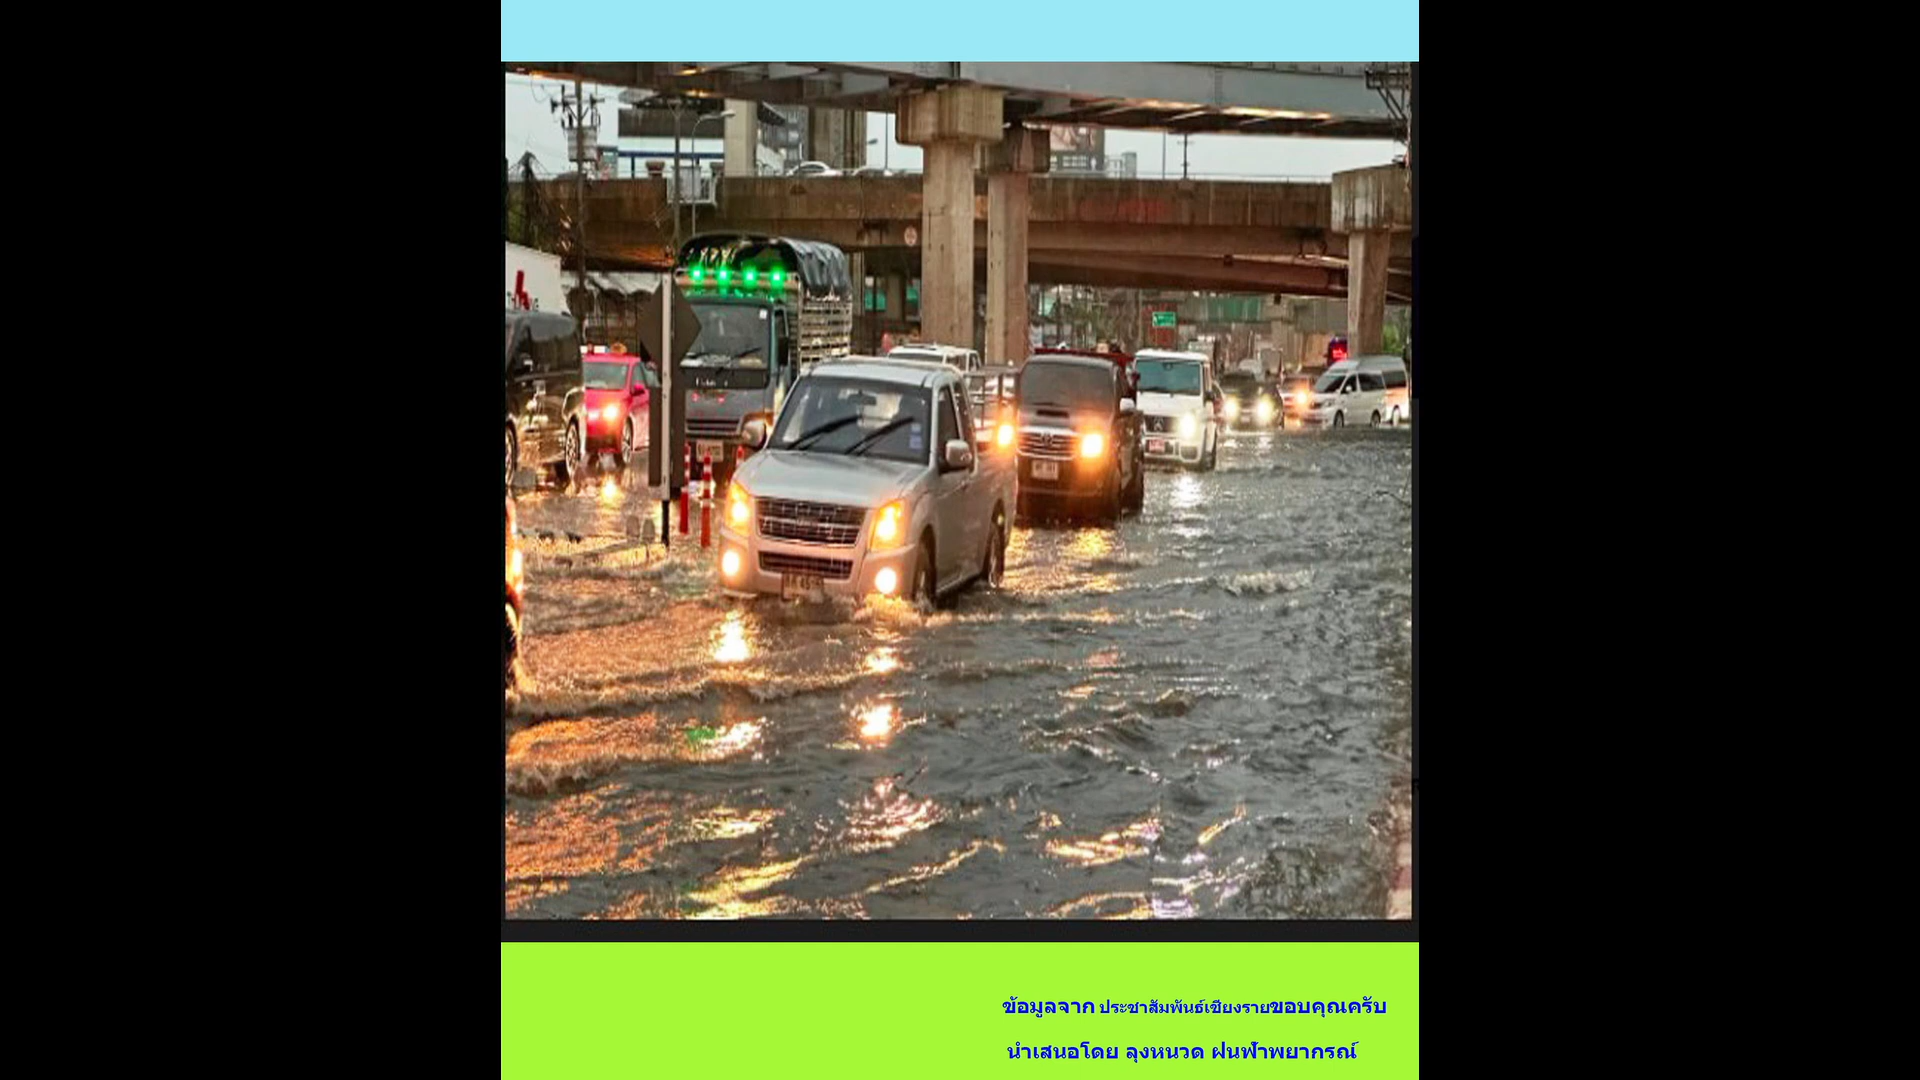 ข้อมูลจาก ประชาสัมพันธ์เชียงรายขอบคุณครับ
นำเสนอโดย ลุงหนวด ฝนฟ้าพยากรณ์